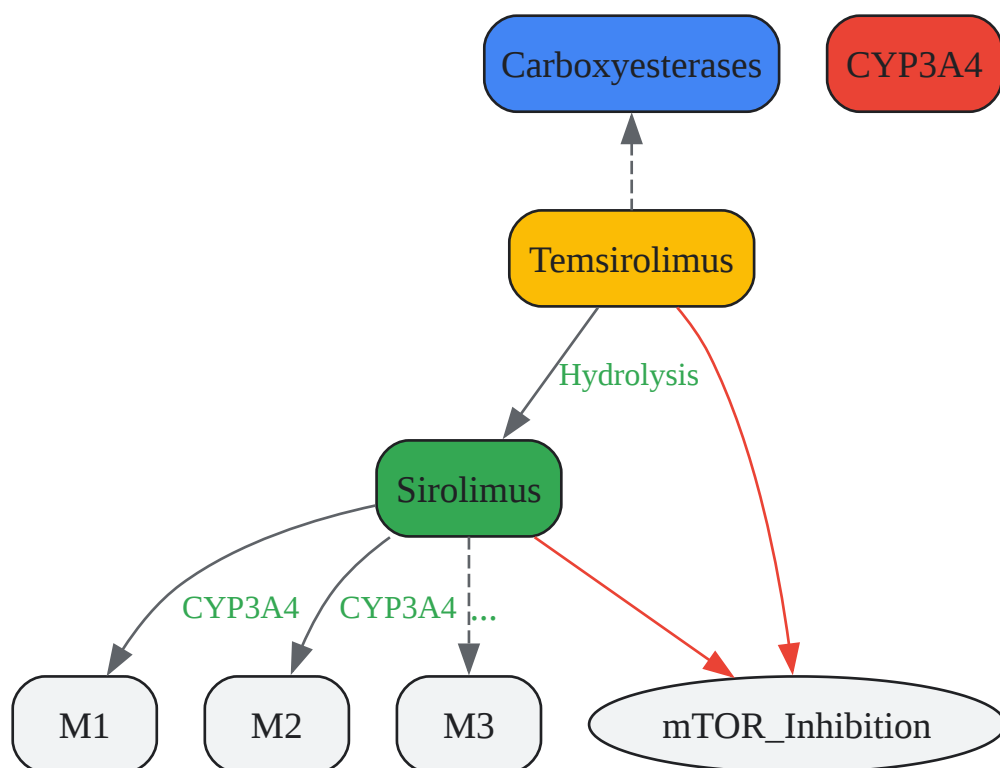 Carboxyesterases
CYP3A4
Temsirolimus
Hydrolysis
Sirolimus
CYP3A4
CYP3A4
...
M1
M2
M3
mTOR_Inhibition